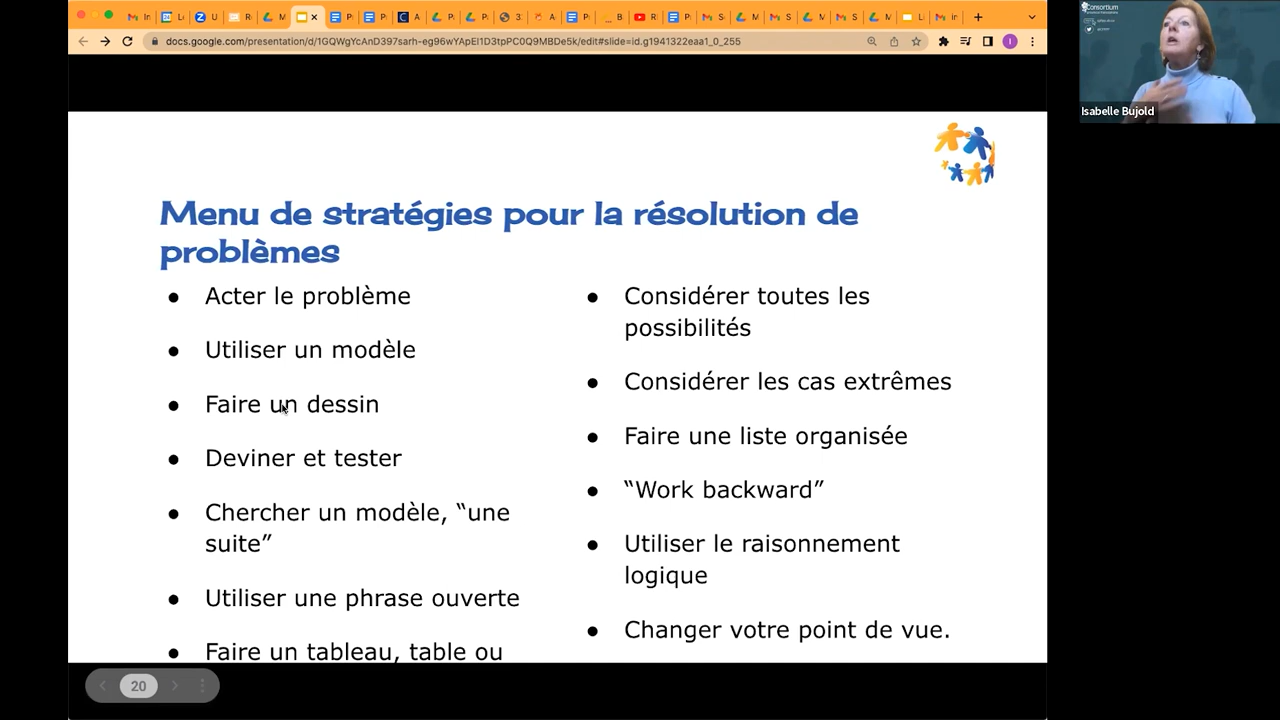 docs.google.com/presentation/d/1GQWgYcAnD397sarh-eg96wYApEl1D3tpPC0Q9MBDe5k/edit#slide=id.g1941322eaa1_0_255
Consortium
Isabelle Bujold
Menu de stratégies pour la résolution de
problèmes
● Acter le problème
● Utiliser un modèle
● Faire un dessin
● Deviner et tester
● Chercher un modèle, “une
suite”
● Utiliser une phrase ouverte
● Faire un tableau, table ou
● Considérer toutes les
possibilités
● Considérer les cas extrêmes
● Faire une liste organisée
● “Work backward”
● Utiliser le raisonnement
logique
● Changer votre point de vue.
20